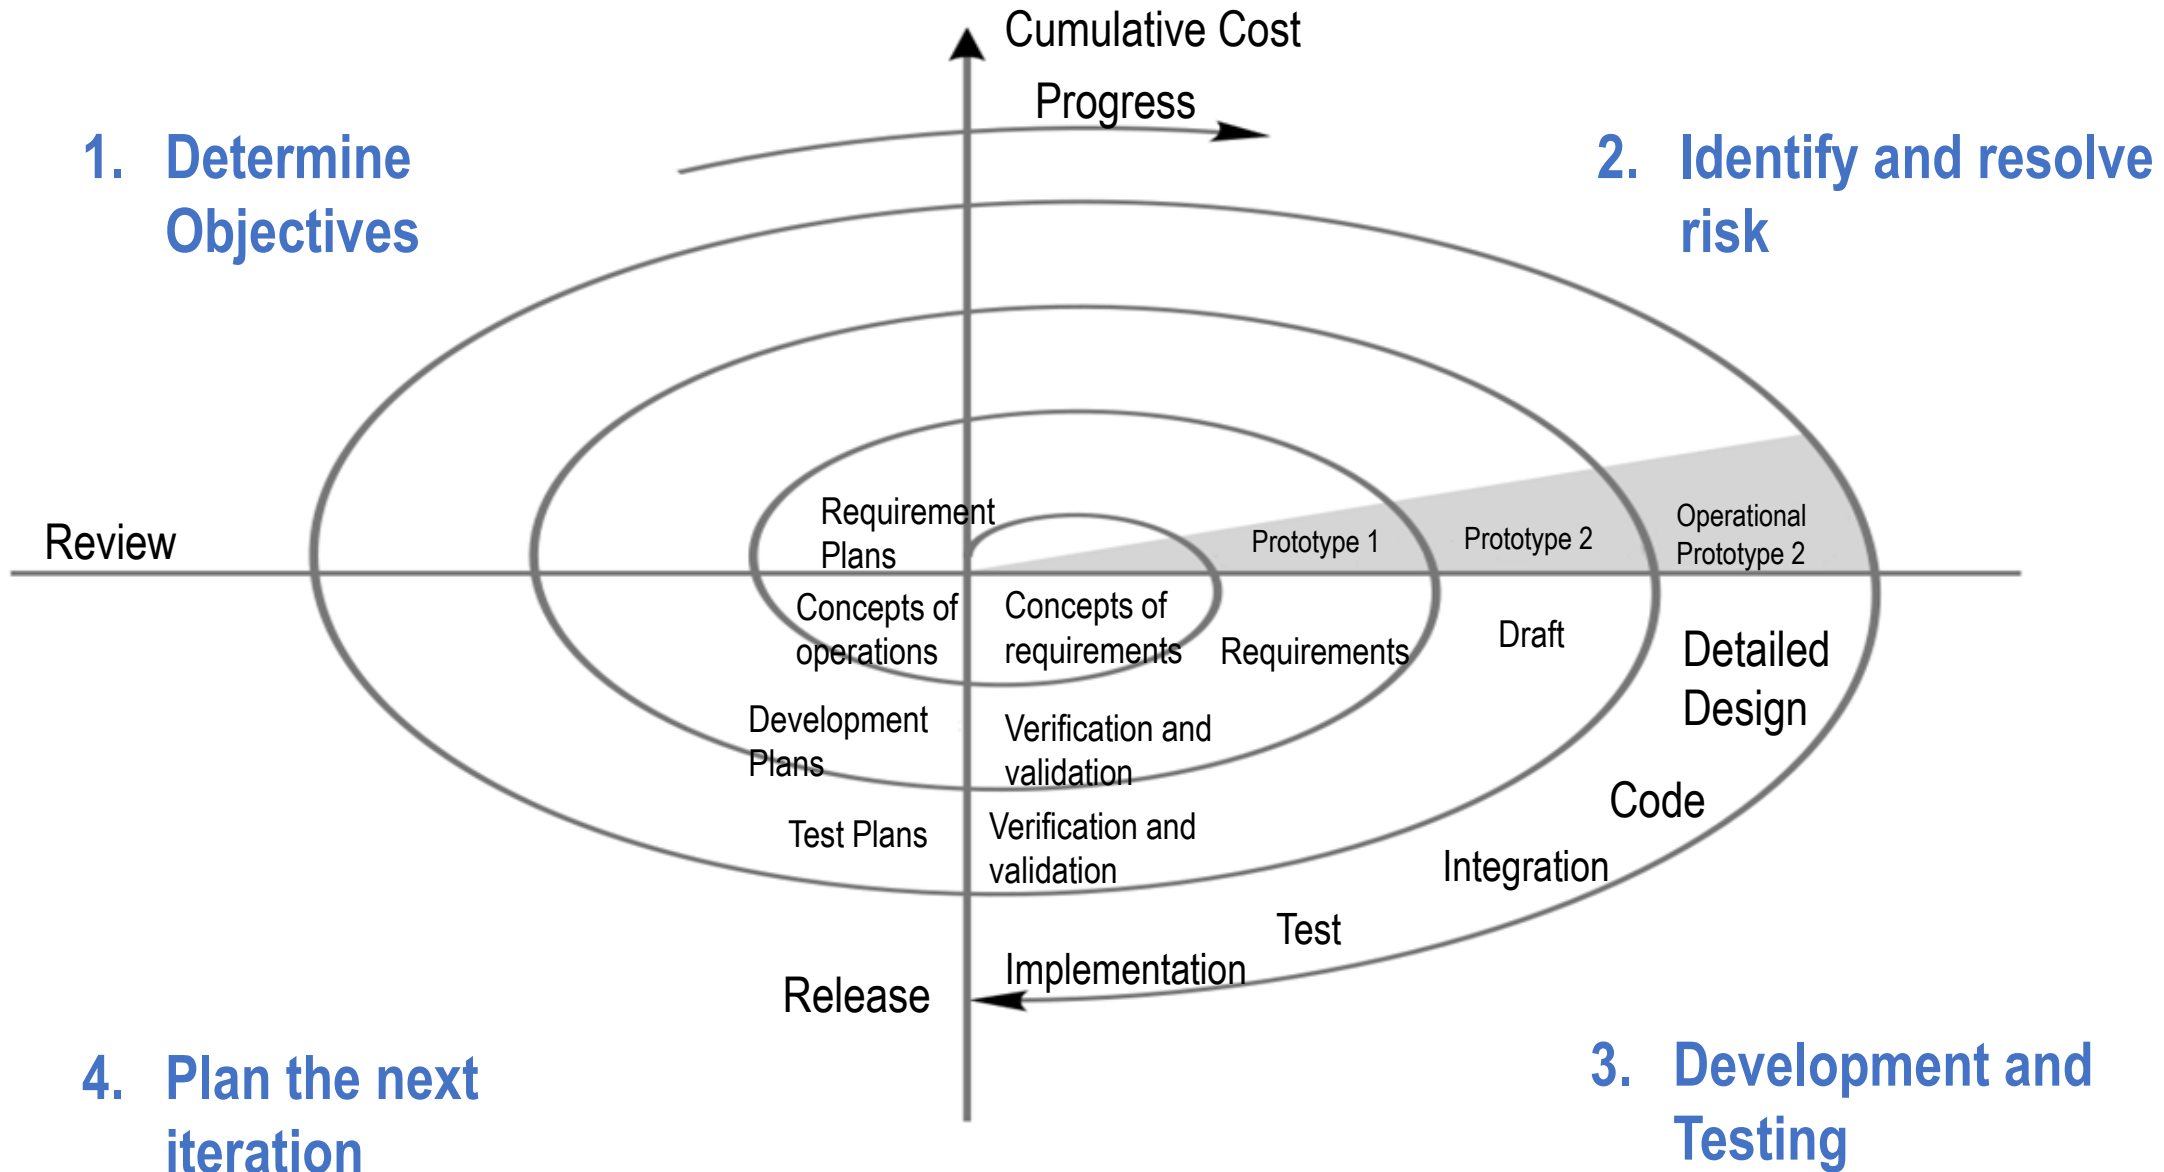 Cumulative Cost
Progress
1. Determine
Objectives
2. Identify and resolve
risk
Review
Requirement
Plans
Prototype 1
Prototype 2
Operational
Prototype 2
Concepts of
operations
Concepts of
requirements
Requirements
Draft
Detailed
Design
Development
Plans
Verification and
validation
Code
Test Plans
Verification and
validation
Integration
Test
Implementation
Release
4. Plan the next
iteration
3. Development and
Testing